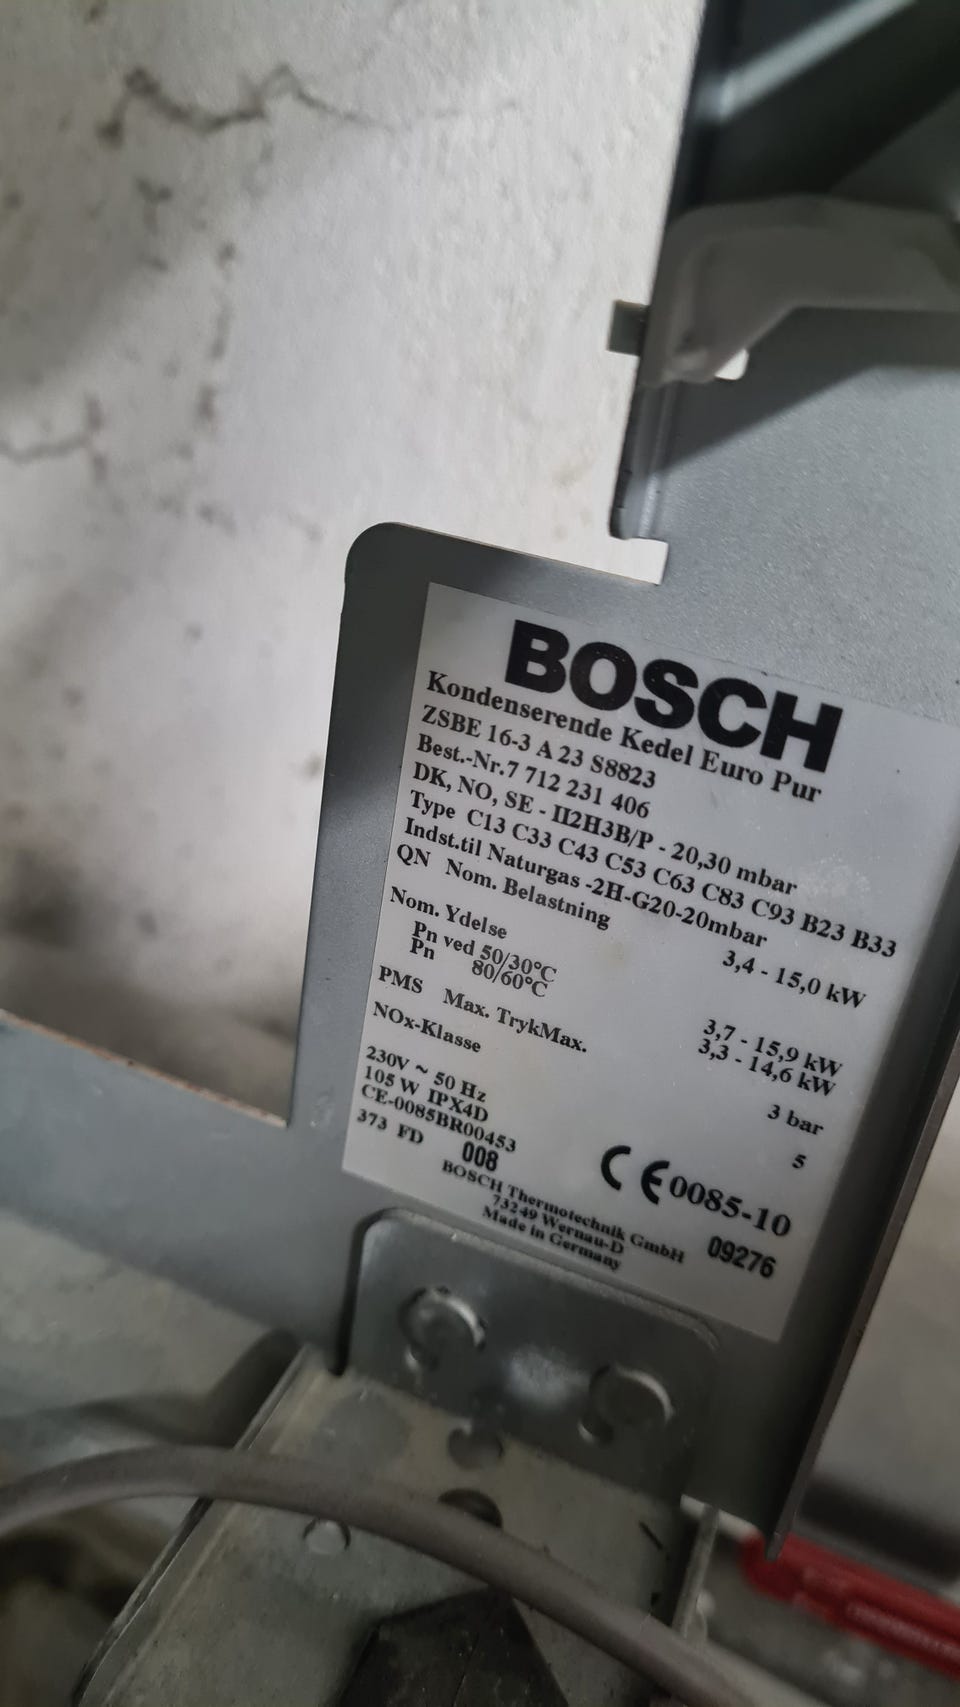 BOSCH
Kondenserende Kedel Euro Pur
ZSBE 16-3 A 23 S8823
Best.-Nr.7 712 231 406
DK, NO, SE - II2H3B/P - 20,30 mbar
Type C13 C33 C43 C53 C63 C83 C93 B23 B33
Indst.til Naturgas -2H-G20-20mbar
QN Nom. Belastning 3,4 - 15,0 kW
Nom. Ydelse
Pn ved 50/30°C 3,7 - 15,9 kW
Pn 80/60°C 3,3 - 14,6 kW
PMS Max. TrykMax. 3 bar
NOx-Klasse 5
230V ~ 50 Hz
105 W IPX4D
CE-0085BR00453
373 FD 008 CE 0085-10
BOSCH Thermotechnik GmbH 09276
73249 Wernau-D
Made in Germany